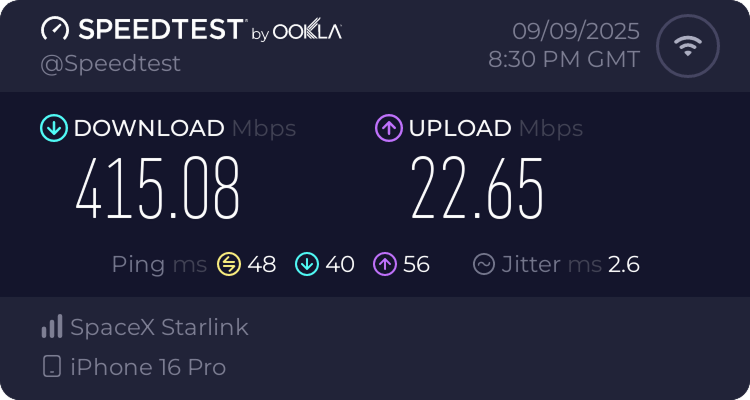 SPEEDTEST by OOKLA
@Speedtest
09/09/2025
8:30 PM GMT
DOWNLOAD Mbps
415.08
UPLOAD Mbps
22.65
Ping ms 48 40 56 Jitter ms 2.6
SpaceX Starlink
iPhone 16 Pro